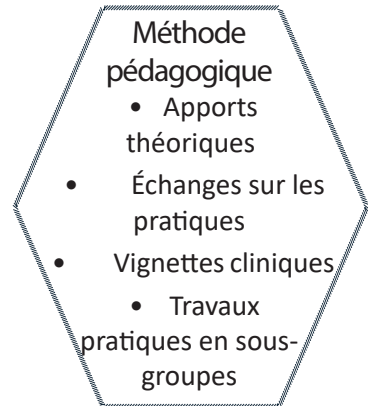 Méthode
pédagogique
• Apports
théoriques
• Échanges sur les
pratiques
• Vignettes cliniques
• Travaux
pratiques en sous-
groupes